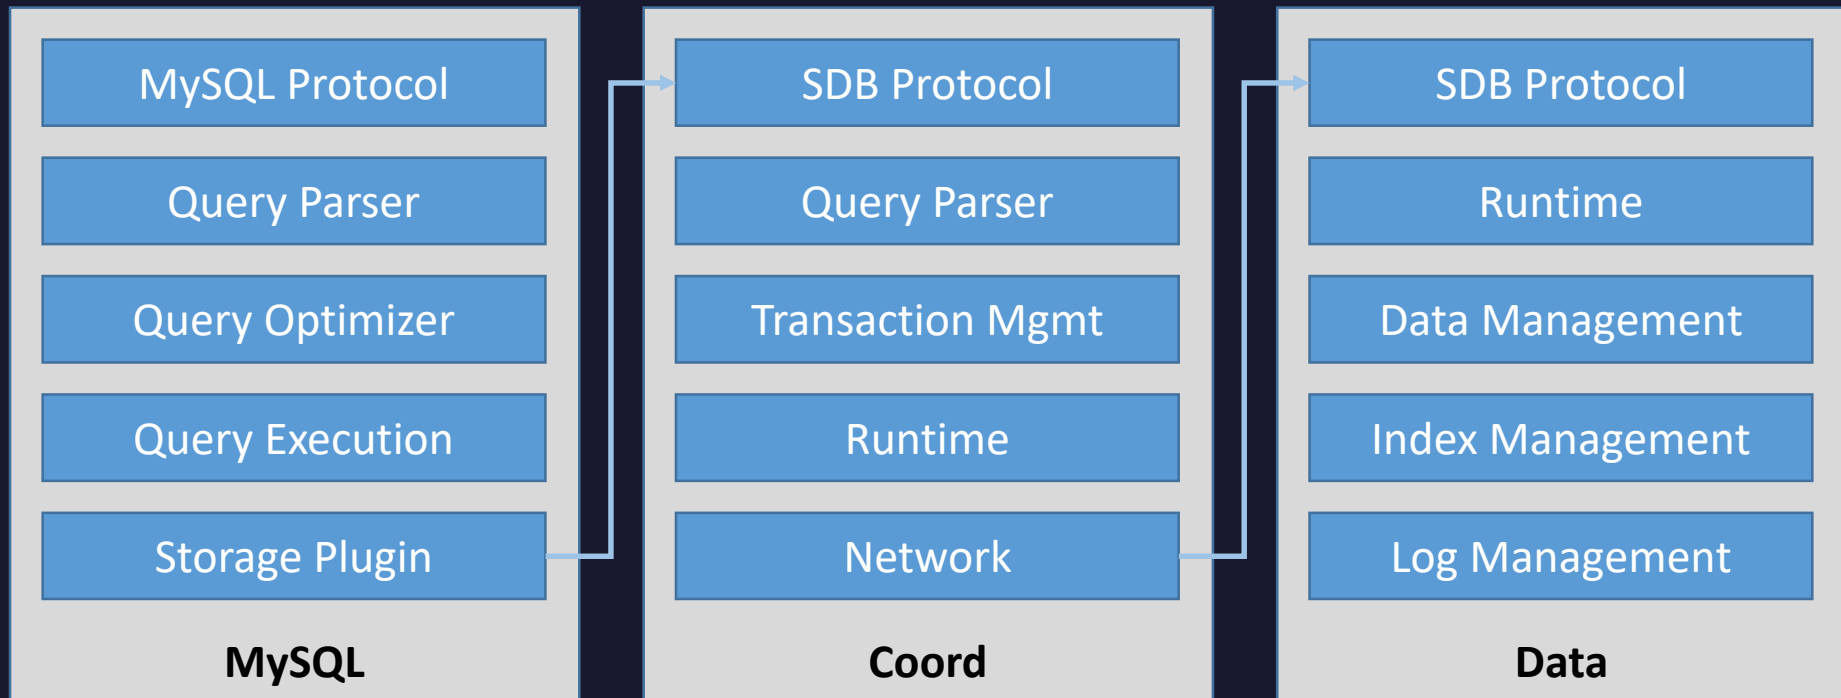 MySQL Protocol
Query Parser
Query Optimizer
Query Execution
Storage Plugin
MySQL
SDB Protocol
Query Parser
Transaction Mgmt
Runtime
Network
Coord
SDB Protocol
Runtime
Data Management
Index Management
Log Management
Data